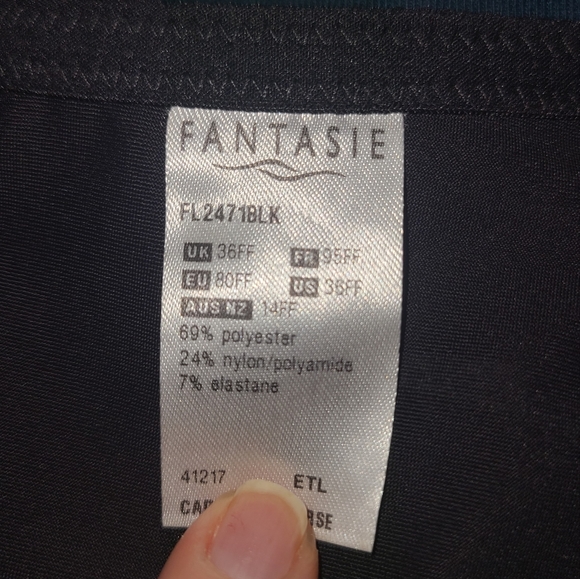 FANTASIE
FL2471BLK
UK 36FF FR 95FF
EU 80FF US 36FF
AUS NZ 14FF
69% polyester
24% nylon/polyamide
7% elastane
41217 ETL